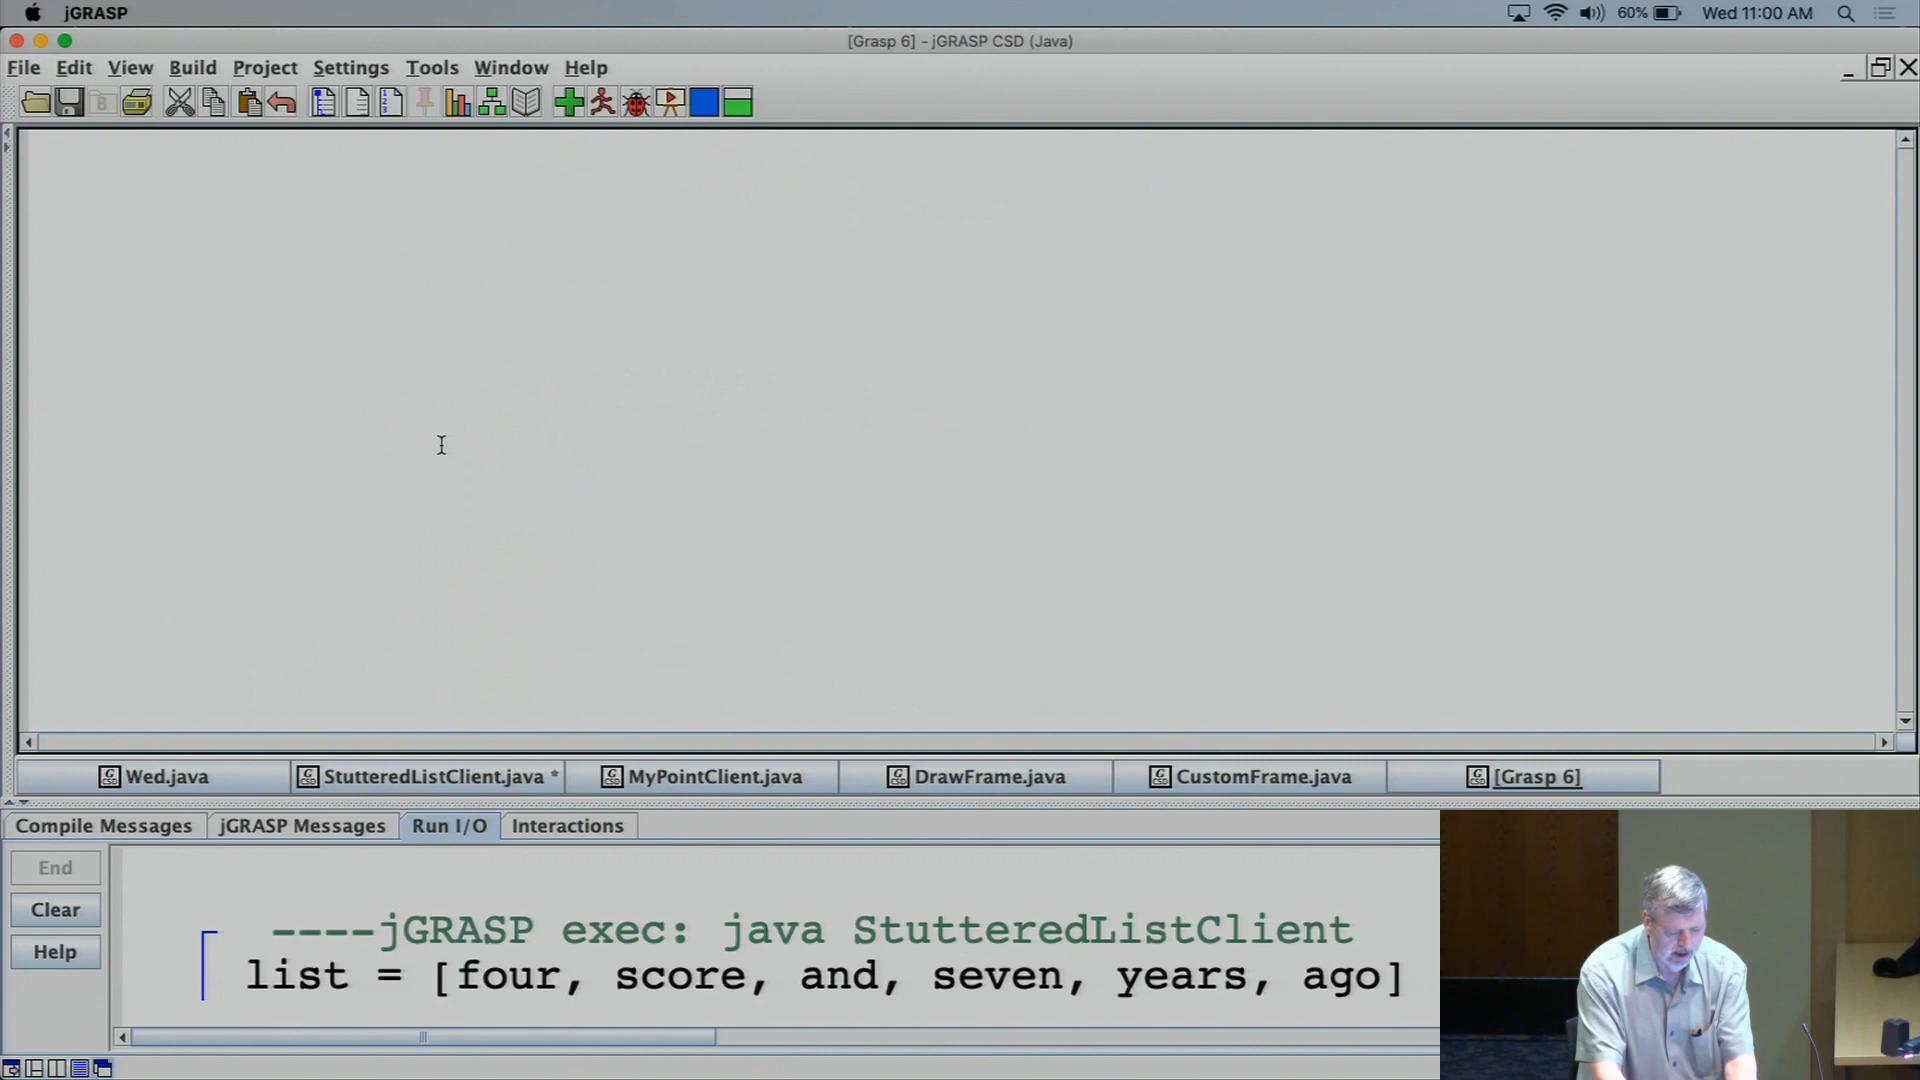 jGRASP
60%
Wed 11:00 AM
[Grasp 6] - jGRASP CSD (Java)
File Edit View Build Project Settings Tools Window Help
Wed.java
StutteredListClient.java *
MyPointClient.java
DrawFrame.java
CustomFrame.java
[Grasp 6]
Compile Messages
jGRASP Messages
Run I/O
Interactions
End
Clear
Help
----jGRASP exec: java StutteredListClient
list = [four, score, and, seven, years, ago]